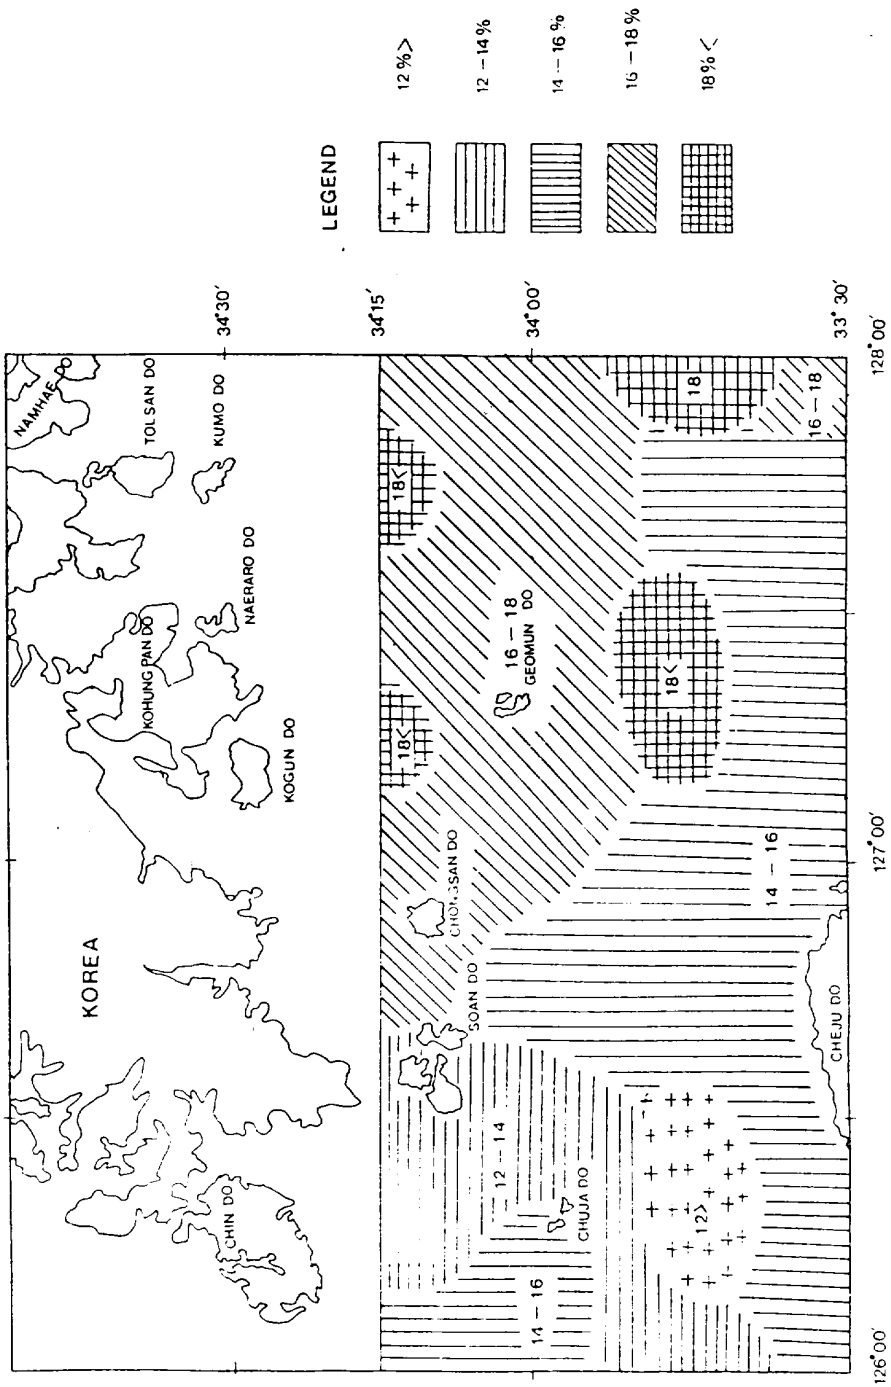 LEGEND
12%>
12-14%
14-16%
16-18%
18%<
KOREA
NAMHAE DO
TOLSAN DO
KUMO DO
NAERARO DO
KOHUNG PAN DO
KOGUN DO
CHIN DO
18<
18<
16-18
GEOMUN DO
CHONGSAN DO
SOAN DO
12-14
CHUJA DO
14-16
12>
18<
18
16-18
14-16
CHEJU DO
34°30′
34°15′
34°00′
33°30′
126°00′
127°00′
128°00′